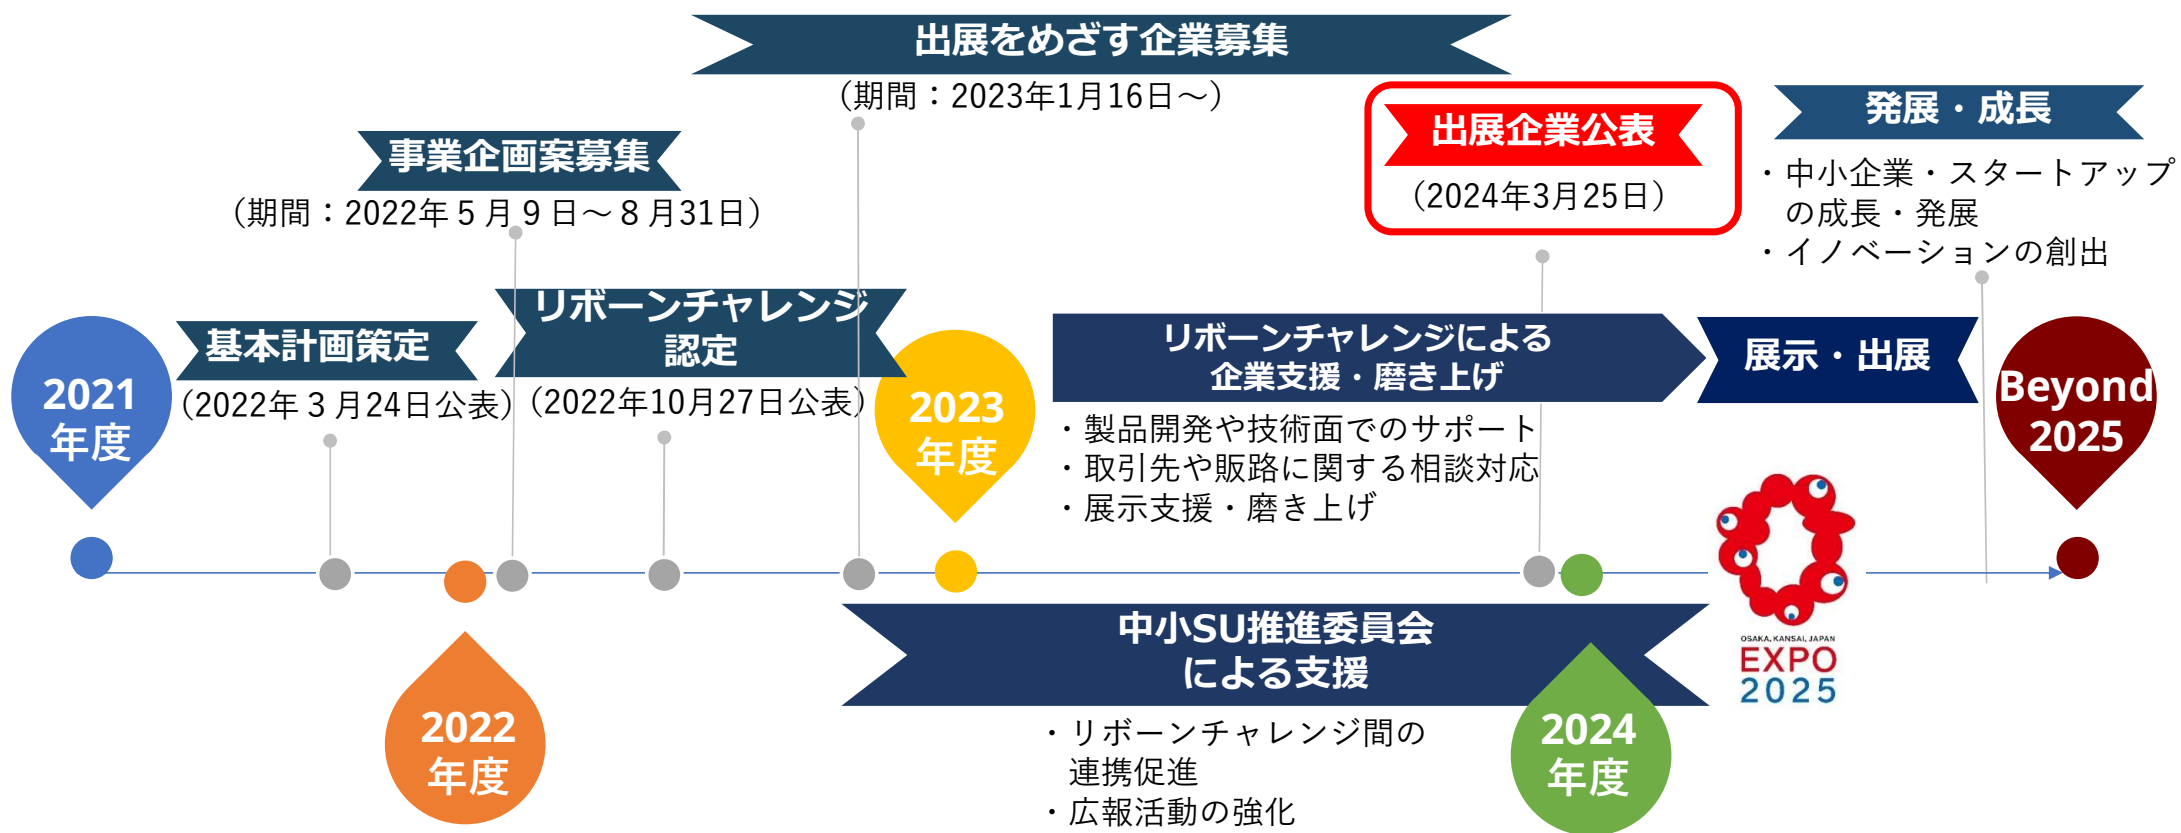 出展をめざす企業募集
（期間：2023年1月16日～）
出展企業公表
（2024年3月25日）
発展・成長
・中小企業・スタートアップ
の成長・発展
・イノベーションの創出
事業企画案募集
（期間：2022年５月９日～８月31日）
リボーンチャレンジ
認定
（2022年10月27日公表）
基本計画策定
（2022年３月24日公表）
2021
年度
2023
年度
リボーンチャレンジによる
企業支援・磨き上げ
・製品開発や技術面でのサポート
・取引先や販路に関する相談対応
・展示支援・磨き上げ
展示・出展
Beyond
2025
OSAKA, KANSAI, JAPAN
EXPO
2025
中小SU推進委員会
による支援
・リボーンチャレンジ間の
連携促進
・広報活動の強化
2022
年度
2024
年度